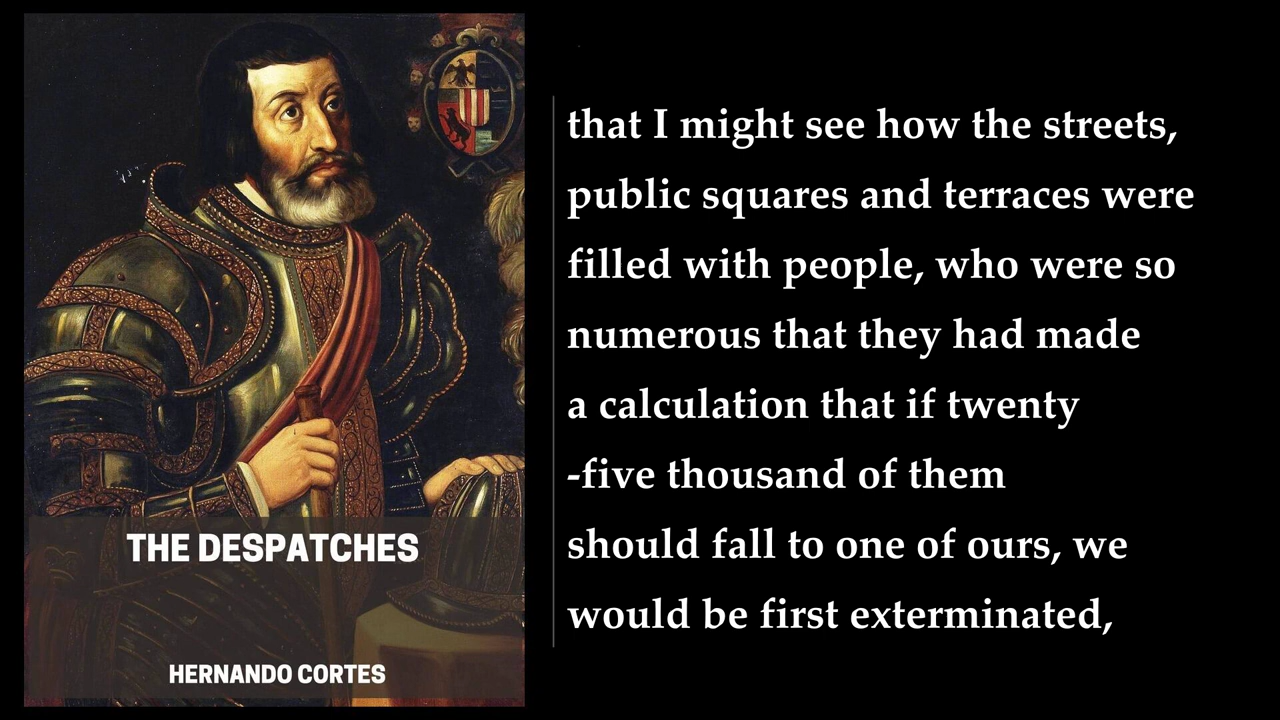 THE DESPATCHES
HERNANDO CORTES
that I might see how the streets,
public squares and terraces were
filled with people, who were so
numerous that they had made
a calculation that if twenty
-five thousand of them
should fall to one of ours, we
would be first exterminated,